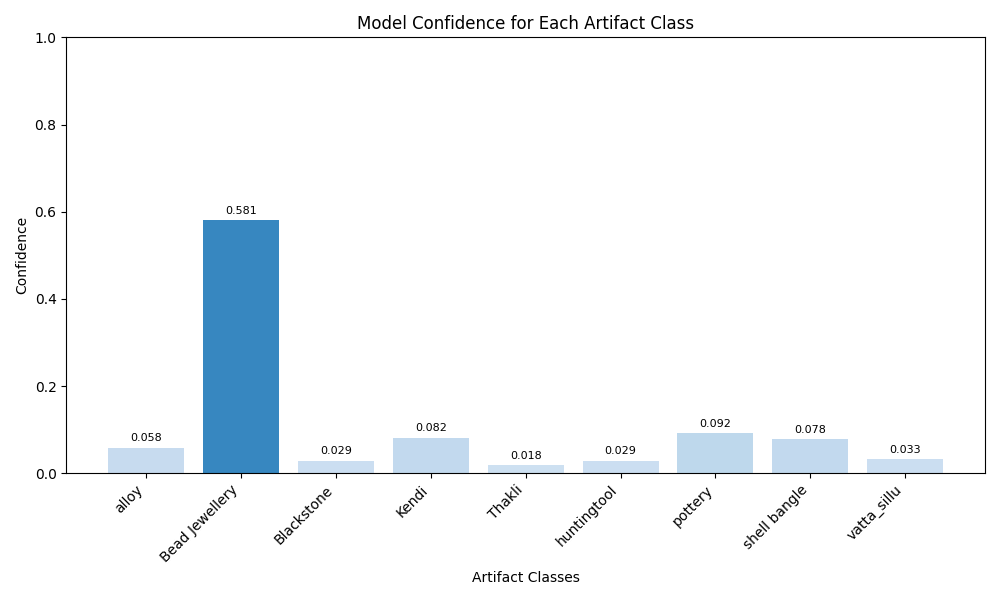 Model Confidence for Each Artifact Class
1.0
0.8
0.6
0.4
0.2
0.0
Confidence
0.058
0.581
0.029
0.082
0.018
0.029
0.092
0.078
0.033
alloy
Bead Jewellery
Blackstone
Kendi
Thakli
huntingtool
pottery
shell bangle
vatta_sillu
Artifact Classes